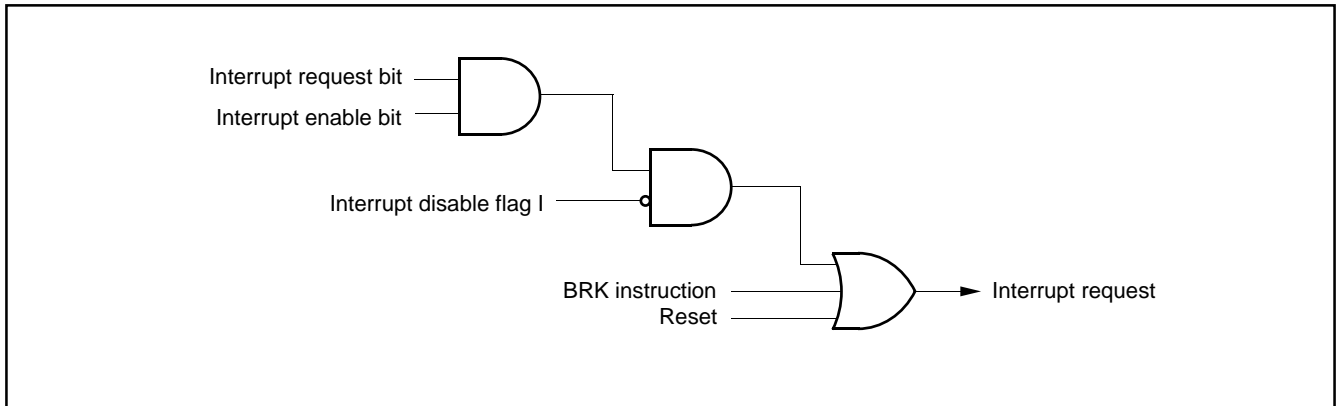 Interrupt request bit
Interrupt enable bit
Interrupt disable flag I
BRK instruction
Reset
Interrupt request